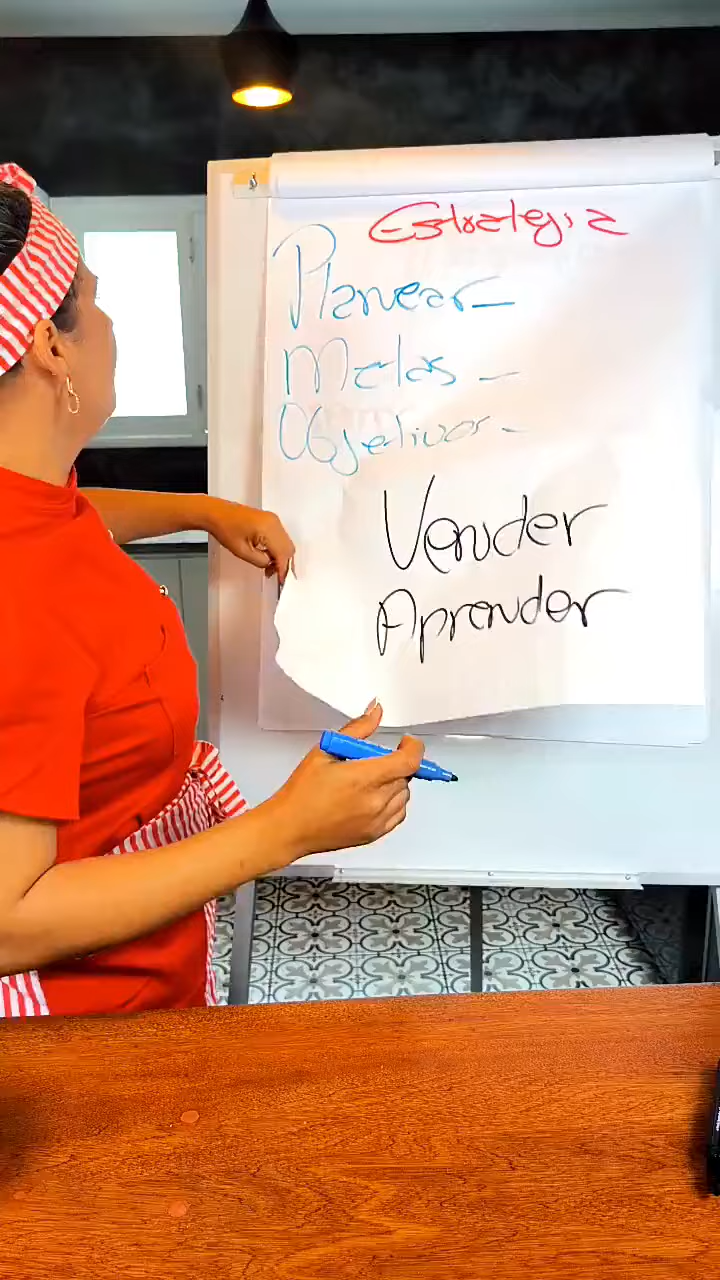 Estrategia
Planear -
Metas -
Objetivos -
Vender
Aprender